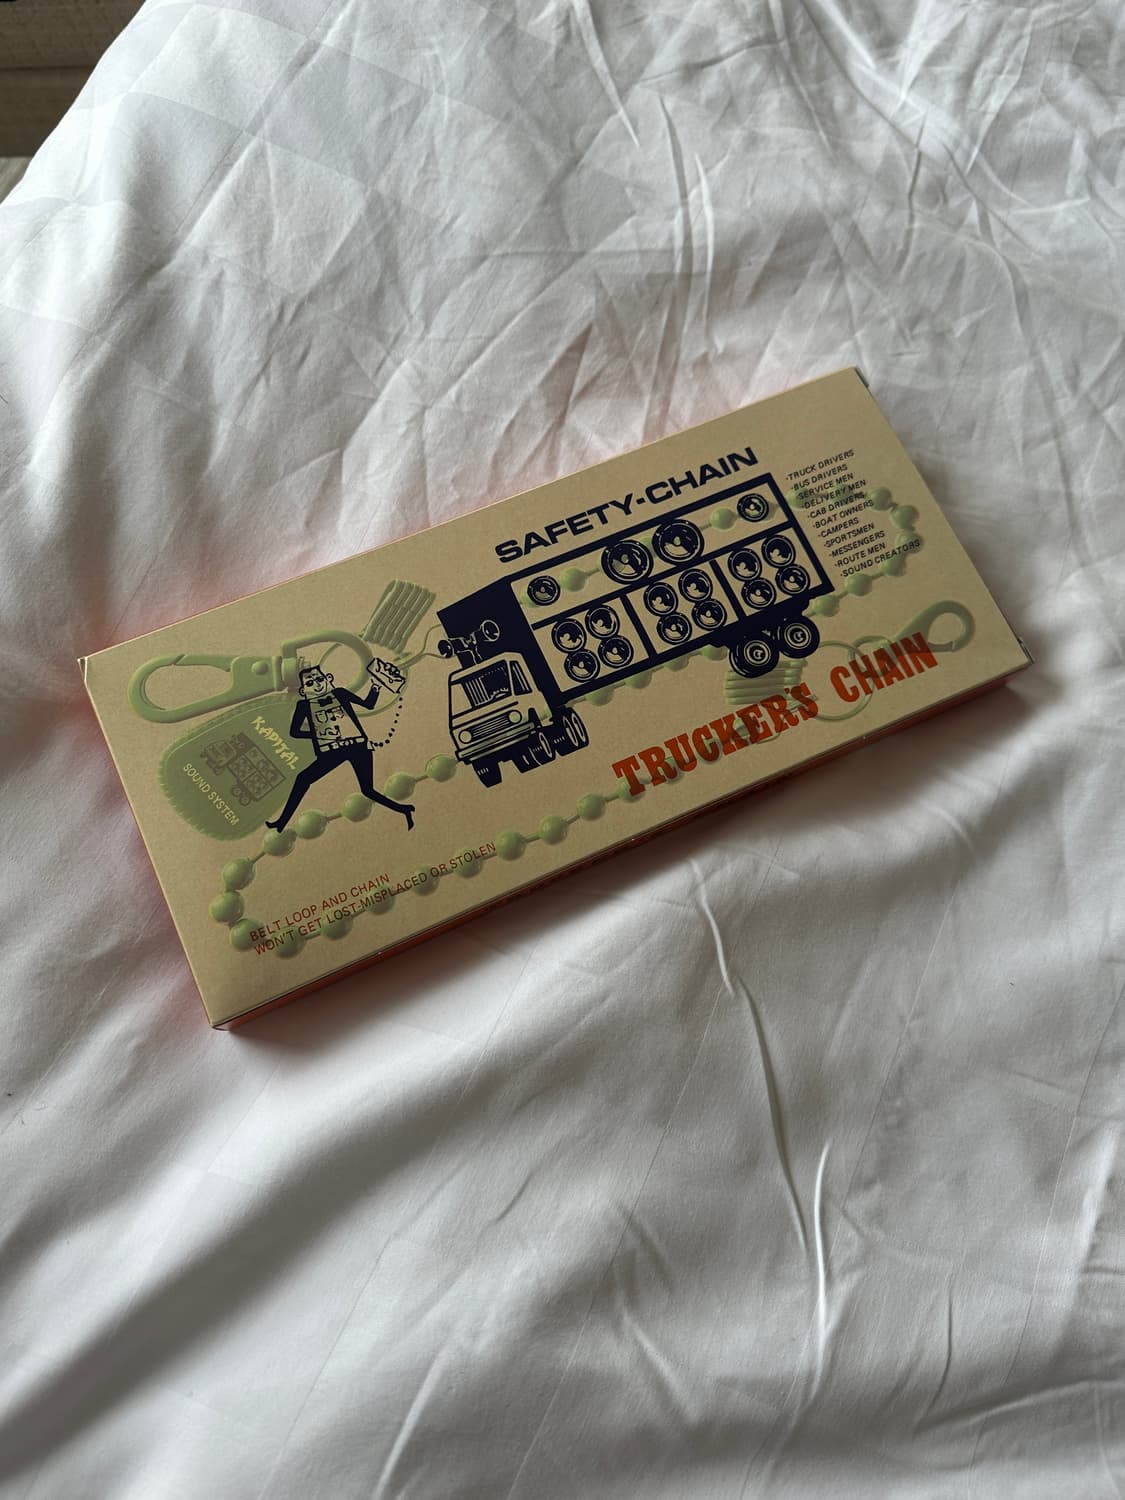 SAFETY-CHAIN
-TRUCK DRIVERS
-BUS DRIVERS
-SERVICE MEN
-DELIVERY MEN
-CAB DRIVERS
-BOAT OWNERS
-CAMPERS
-SPORTSMEN
-MESSENGERS
-ROUTE MEN
-SOUND CREATORS
KAPITAL
SOUND SYSTEM
TRUCKER'S CHAIN
BELT LOOP AND CHAIN
WON'T GET LOST-MISPLACED OR STOLEN